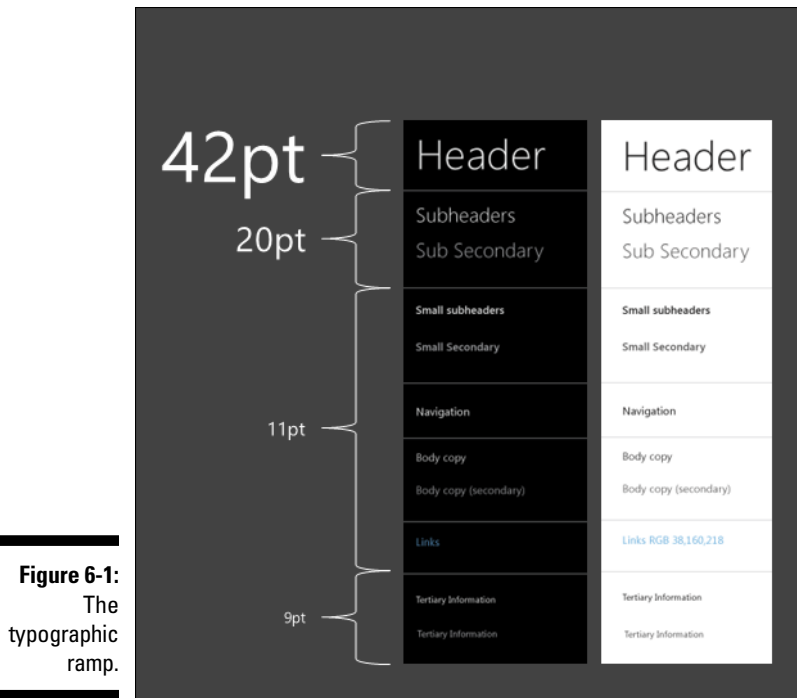 42pt
Header
Header
20pt
Subheaders
Subheaders
Sub Secondary
Sub Secondary
11pt
Small subheaders
Small subheaders
Small Secondary
Small Secondary
Navigation
Navigation
Body copy
Body copy
Body copy (secondary)
Body copy (secondary)
Links
Links RGB 38,160,218
9pt
Tertiary Information
Tertiary Information
Tertiary Information
Tertiary Information
Figure 6-1:
The
typographic
ramp.